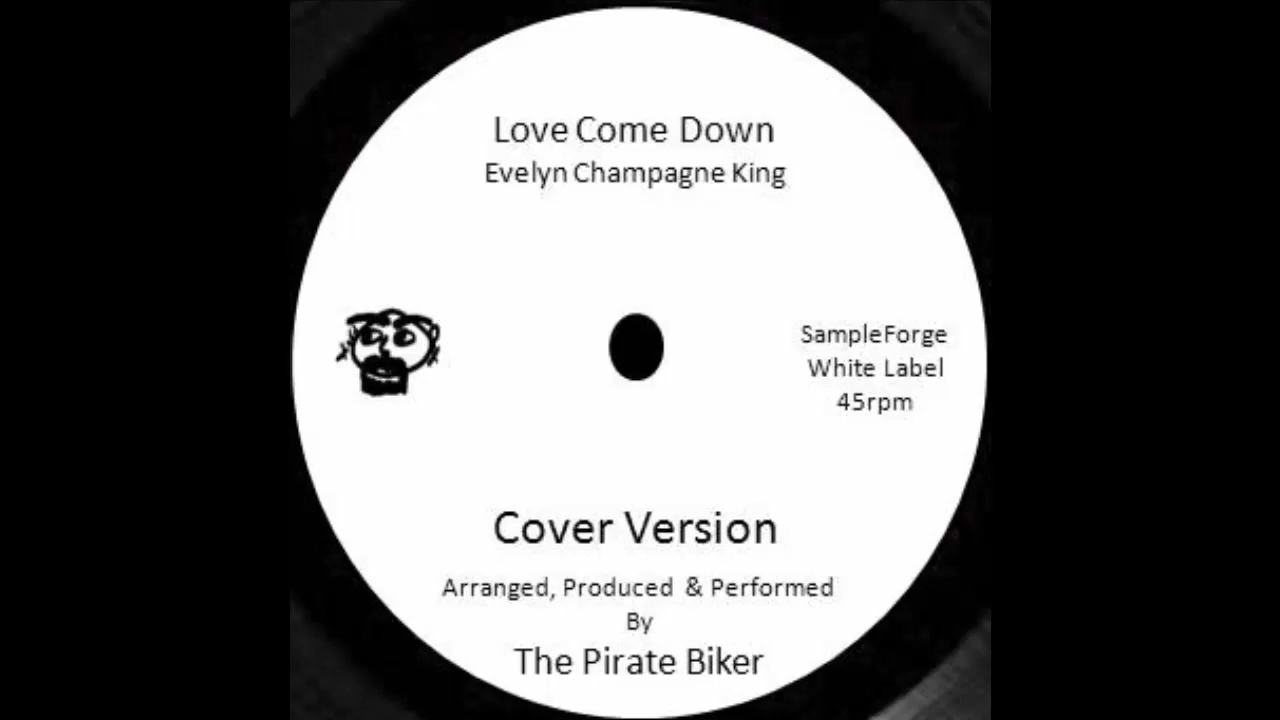 Love Come Down
Evelyn Champagne King
SampleForge
White Label
45rpm
Cover Version
Arranged, Produced & Performed
By
The Pirate Biker